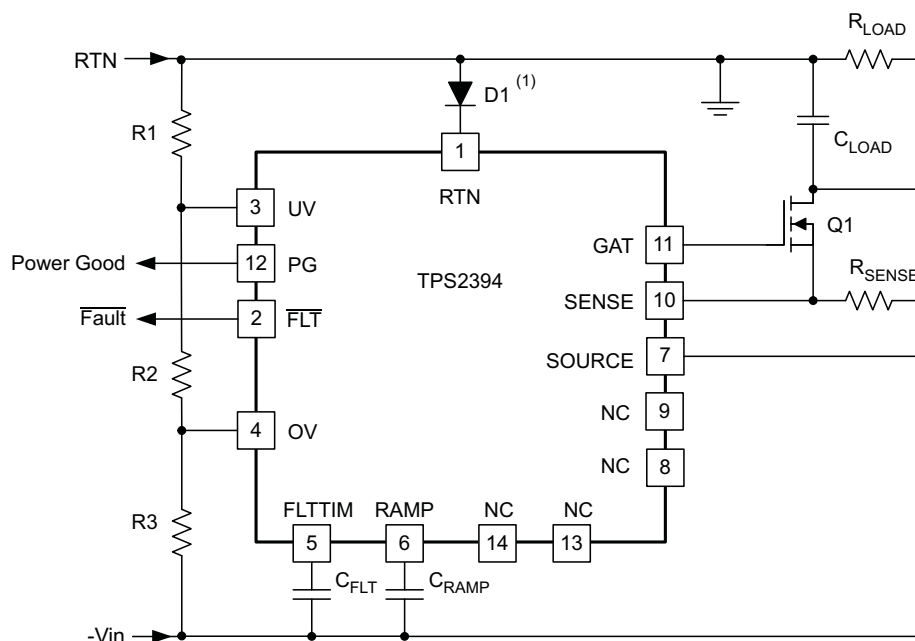 R_LOAD
RTN
D1 (1)
R1
C_LOAD
1
RTN
3 UV
Q1
GAT 11
Power Good 12 PG
TPS2394
R_SENSE
SENSE 10
Fault 2 FLT
SOURCE 7
R2
NC 9
4 OV
NC 8
FLTTIM RAMP NC NC
R3
5 6 14 13
C_FLT C_RAMP
-Vin